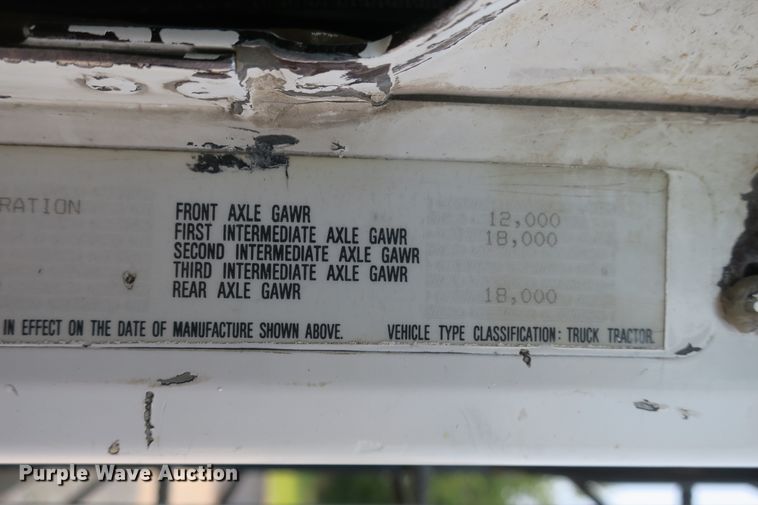 RATION
FRONT AXLE GAWR 12,000
FIRST INTERMEDIATE AXLE GAWR 18,000
SECOND INTERMEDIATE AXLE GAWR
THIRD INTERMEDIATE AXLE GAWR
REAR AXLE GAWR 18,000
IN EFFECT ON THE DATE OF MANUFACTURE SHOWN ABOVE. VEHICLE TYPE CLASSIFICATION: TRUCK TRACTOR.
Purple Wave Auction